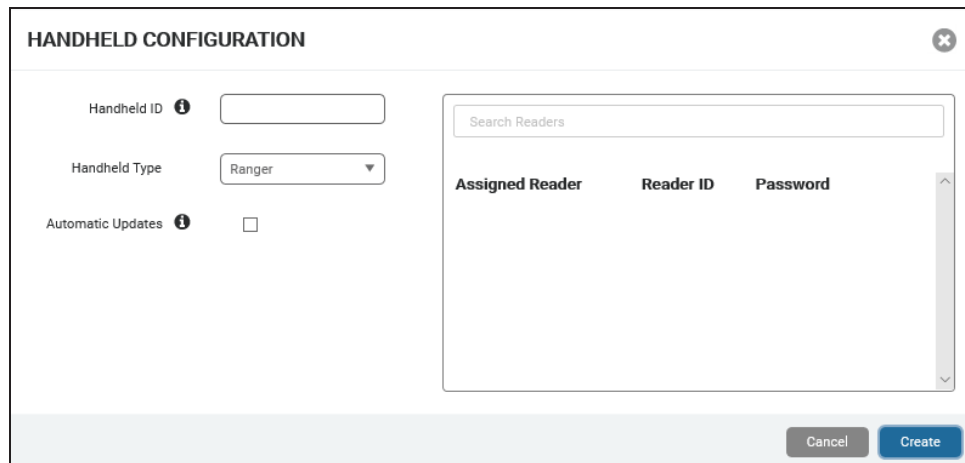 HANDHELD CONFIGURATION
Handheld ID
Handheld Type Ranger
Automatic Updates
Search Readers
Assigned Reader Reader ID Password
Cancel Create